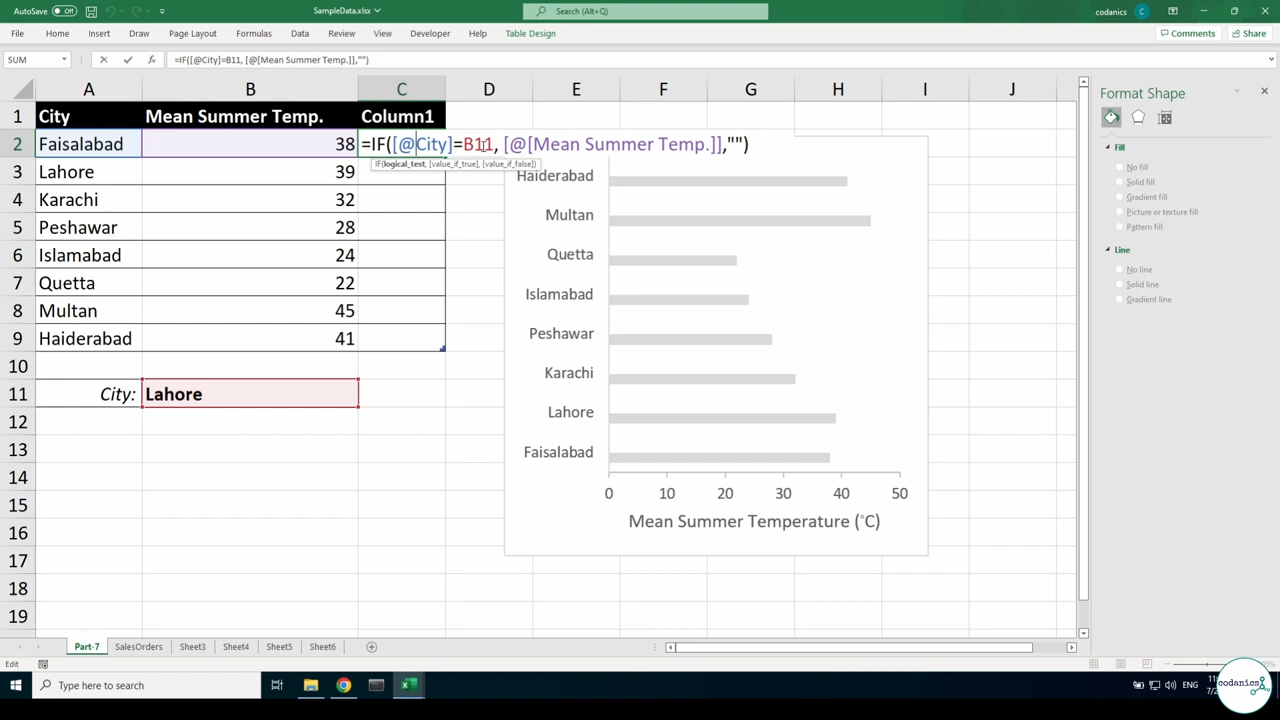 AutoSave Off SampleData.xlsx Search (Alt+Q) codanics C
File Home Insert Draw Page Layout Formulas Data Review View Developer Help Table Design Comments Share
SUM fx =IF([@City]=B11, [@[Mean Summer Temp.]],"")
A B C D E F G H I J
1 City Mean Summer Temp. Column1
2 Faisalabad 38 =IF([@City]=B11, [@[Mean Summer Temp.]],"")
IF(logical_test, [value_if_true], [value_if_false])
3 Lahore 39
4 Karachi 32
5 Peshawar 28
6 Islamabad 24
7 Quetta 22
8 Multan 45
9 Haiderabad 41
10
11 City: Lahore
12
13
14
15
16
17
18
19
Haiderabad
Multan
Quetta
Islamabad
Peshawar
Karachi
Lahore
Faisalabad
0 10 20 30 40 50
Mean Summer Temperature (°C)
Format Shape
Fill
No fill
Solid fill
Gradient fill
Picture or texture fill
Pattern fill
Line
No line
Solid line
Gradient line
Part-7 SalesOrders Sheet3 Sheet4 Sheet5 Sheet6
Edit
Type here to search
ENG
codanics